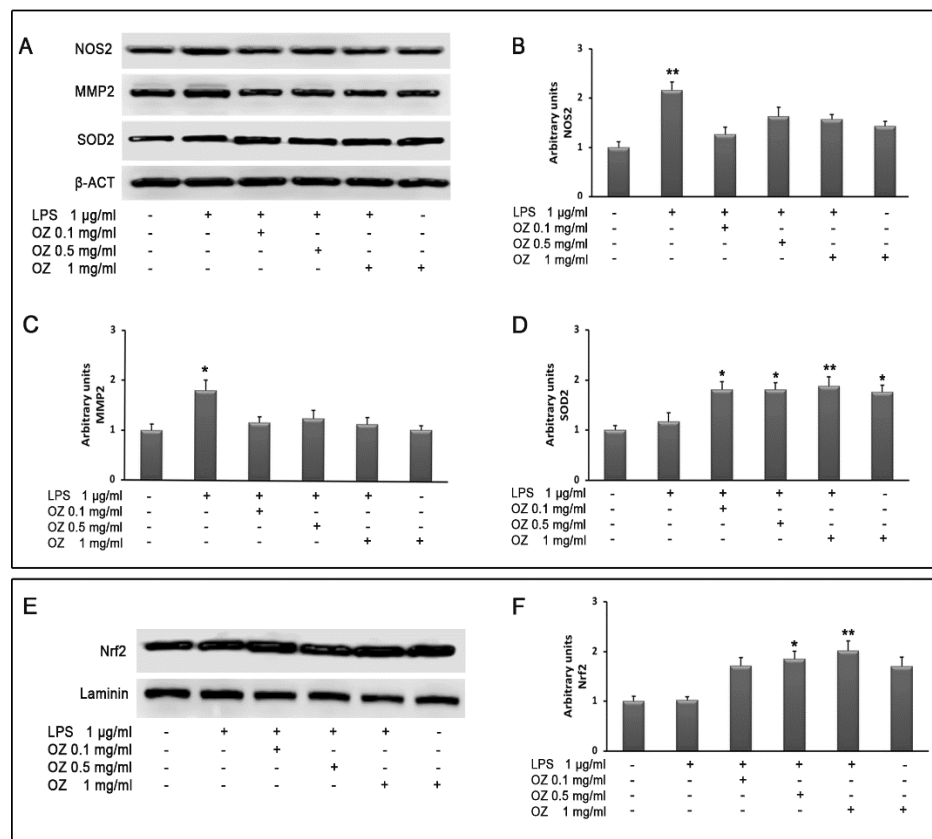 A
NOS2
MMP2
SOD2
β-ACT
LPS 1 µg/ml - + + + + -
OZ 0.1 mg/ml - - + - - -
OZ 0.5 mg/ml - - - + - -
OZ 1 mg/ml - - - - + +
B
Arbitrary units
NOS2
3
2
1
0
**
LPS 1 µg/ml - + + + + -
OZ 0.1 mg/ml - - + - - -
OZ 0.5 mg/ml - - - + - -
OZ 1 mg/ml - - - - + +
C
Arbitrary units
MMP2
3
2
1
0
*
LPS 1 µg/ml - + + + + -
OZ 0.1 mg/ml - - + - - -
OZ 0.5 mg/ml - - - + - -
OZ 1 mg/ml - - - - + +
D
Arbitrary units
SOD2
3
2
1
0
* * ** *
LPS 1 µg/ml - + + + + -
OZ 0.1 mg/ml - - + - - -
OZ 0.5 mg/ml - - - + - -
OZ 1 mg/ml - - - - + +
E
Nrf2
Laminin
LPS 1 µg/ml - + + + + -
OZ 0.1 mg/ml - - + - - -
OZ 0.5 mg/ml - - - + - -
OZ 1 mg/ml - - - - + +
F
Arbitrary units
Nrf2
3
2
1
0
* **
LPS 1 µg/ml - + + + + -
OZ 0.1 mg/ml - - + - - -
OZ 0.5 mg/ml - - - + - -
OZ 1 mg/ml - - - - + +